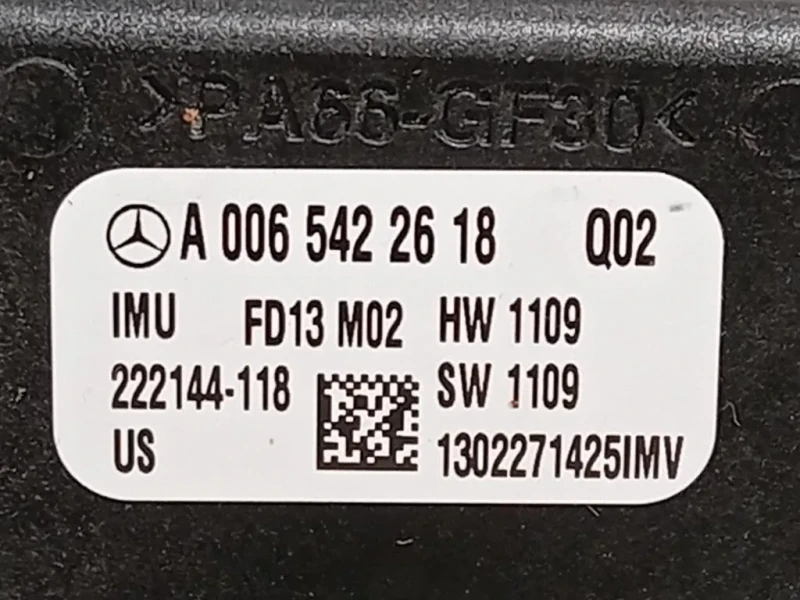 >PA66-GF30<
A 006 542 26 18 Q02
IMU FD13 M02 HW 1109
222144-118 SW 1109
US 1302271425IMV